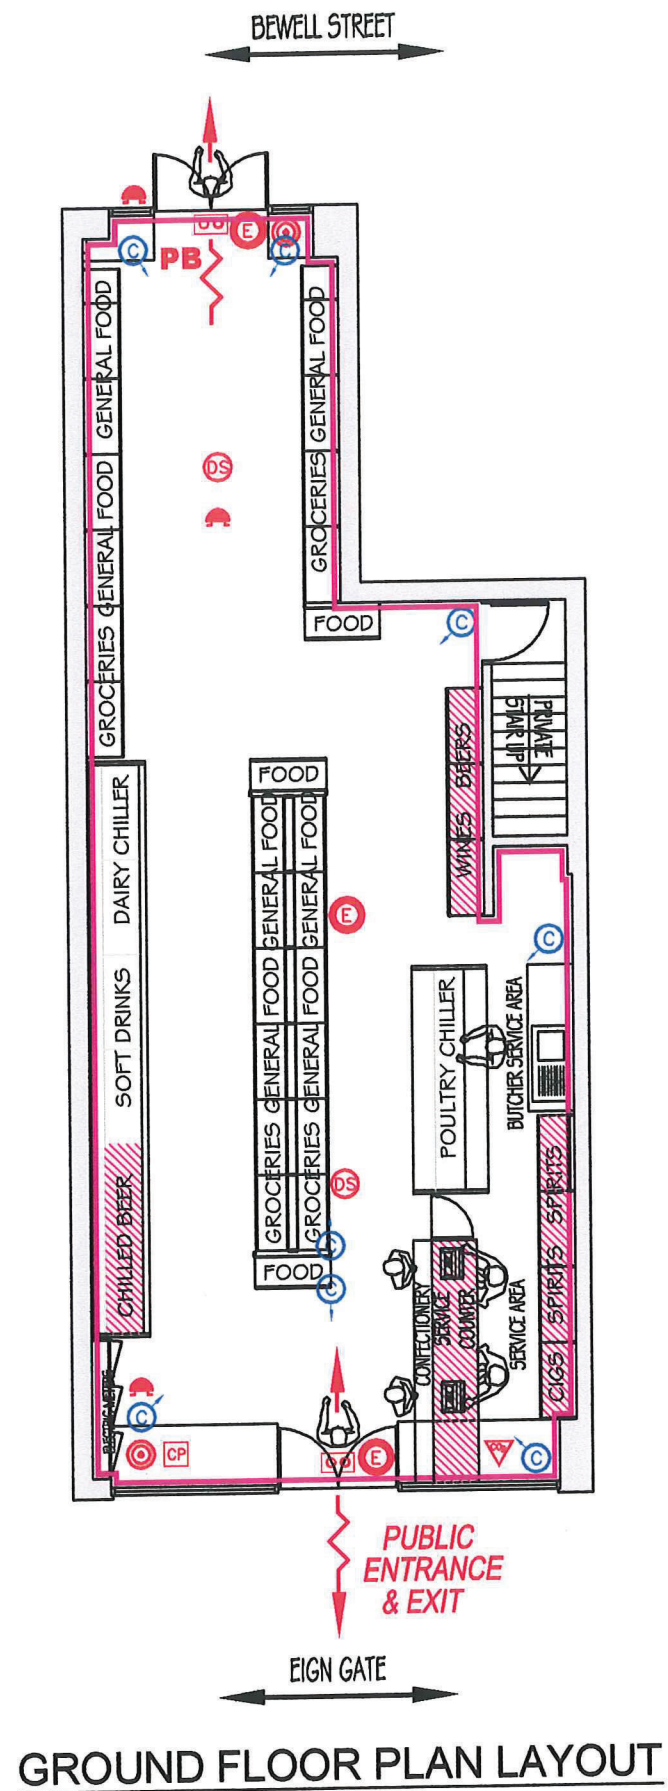 BEWELL STREET
E
C
PB
C
GENERAL FOOD
GENERAL FOOD
GENERAL FOOD
GROCERIES
GROCERIES
DS
FOOD
C
PRIVATE
STAIR UP
BEERS
WINES
FOOD
DAIRY CHILLER
SOFT DRINKS
CHILLED BEER
GENERAL FOOD
GENERAL FOOD
GENERAL FOOD
GENERAL FOOD
GROCERIES
GROCERIES
E
C
POULTRY CHILLER
BUTCHER SERVICE AREA
DS
C
FOOD
C
SPIRITS
SPIRITS
CIGS
CONFECTIONERY
SERVICE
COUNTER
SERVICE AREA
ELECTRIC METERS
C
CP
E
CO2
C
PUBLIC
ENTRANCE
& EXIT
EIGN GATE
GROUND FLOOR PLAN LAYOUT